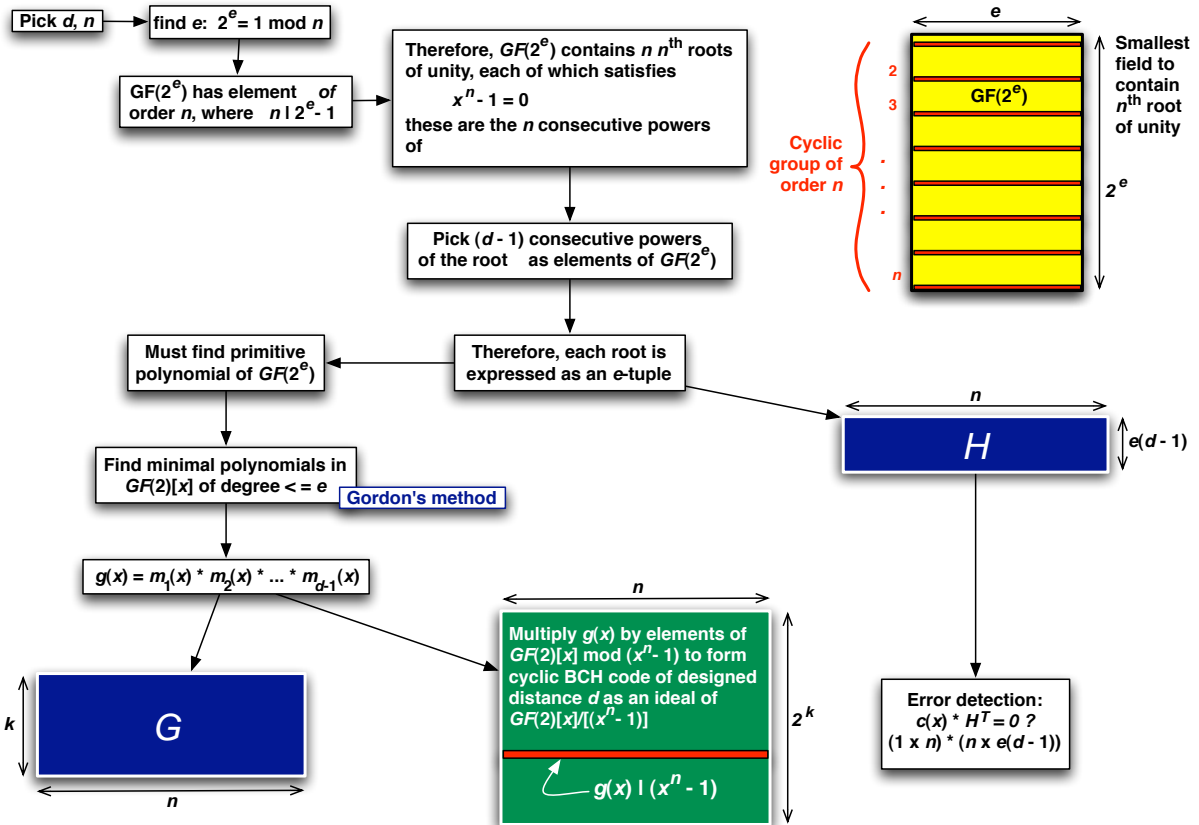 Pick d, n
find e: 2^e = 1 mod n
GF(2^e) has element of
order n, where n | 2^e - 1
Therefore, GF(2^e) contains n n^th roots
of unity, each of which satisfies
x^n - 1 = 0
these are the n consecutive powers
of
e
2
3
.
.
.
n
GF(2^e)
Cyclic
group of
order n
Smallest
field to
contain
n^th root
of unity
2^e
Pick (d - 1) consecutive powers
of the root as elements of GF(2^e)
Must find primitive
polynomial of GF(2^e)
Therefore, each root is
expressed as an e-tuple
n
H
e(d - 1)
Find minimal polynomials in
GF(2)[x] of degree < = e
Gordon's method
g(x) = m_1(x) * m_2(x) * ... * m_d-1(x)
n
Multiply g(x) by elements of
GF(2)[x] mod (x^n - 1) to form
cyclic BCH code of designed
distance d as an ideal of
GF(2)[x]/[(x^n - 1)]
g(x) | (x^n - 1)
2^k
k
G
n
Error detection:
c(x) * H^T = 0 ?
(1 x n) * (n x e(d - 1))